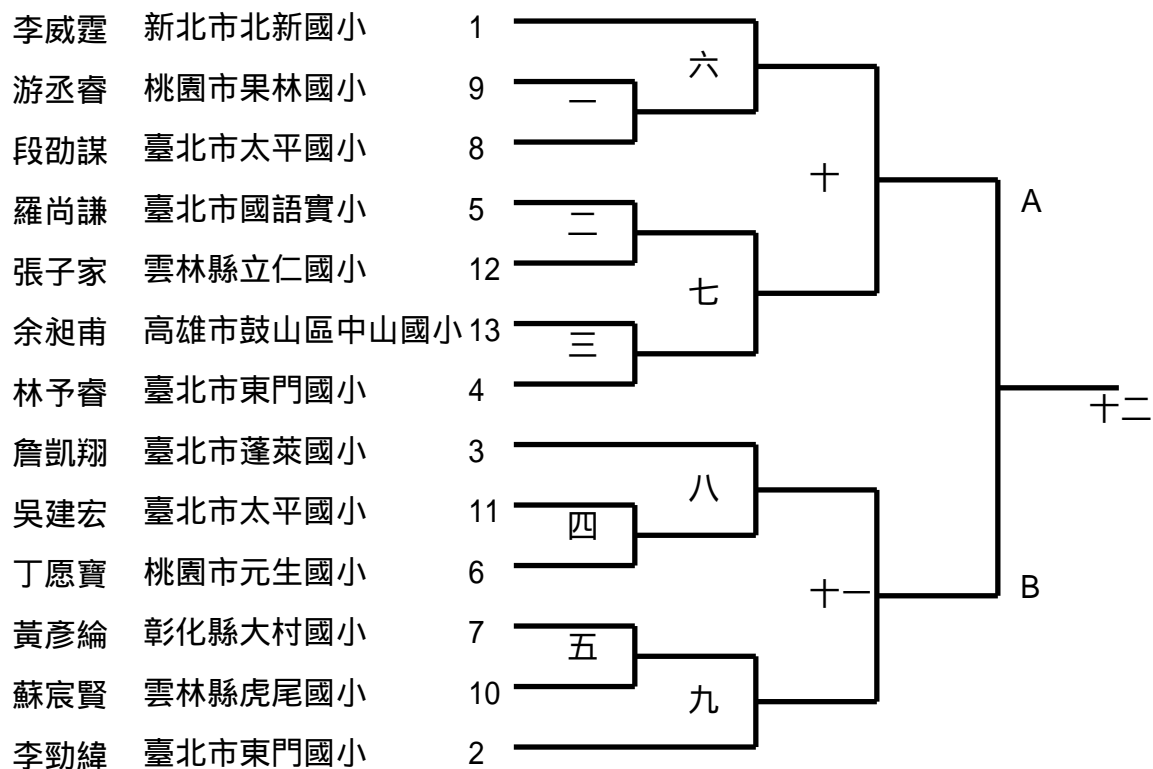 李威霆 新北市北新國小 1
六
游丞睿 桃園市果林國小 9
一
段劭謀 臺北市太平國小 8
十
羅尚謙 臺北市國語實小 5
A
二
張子家 雲林縣立仁國小 12
七
余昶甫 高雄市鼓山區中山國小 13
三
林予睿 臺北市東門國小 4
十二
詹凱翔 臺北市蓬萊國小 3
八
吳建宏 臺北市太平國小 11
四
丁愿寶 桃園市元生國小 6
十一
B
黃彥綸 彰化縣大村國小 7
五
蘇宸賢 雲林縣虎尾國小 10
九
李勁緯 臺北市東門國小 2